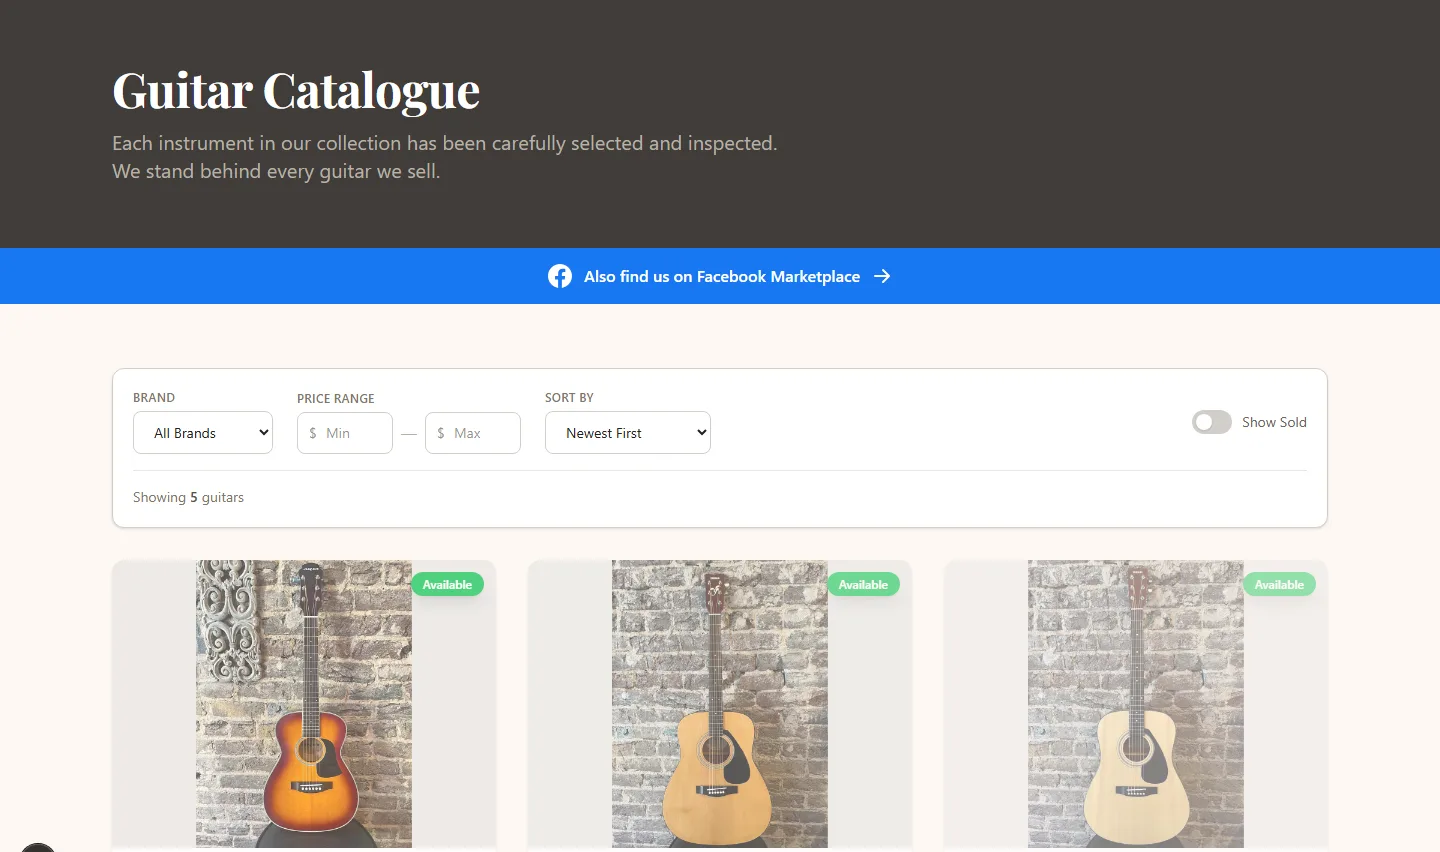 Guitar Catalogue
Each instrument in our collection has been carefully selected and inspected.
We stand behind every guitar we sell.
Also find us on Facebook Marketplace
BRAND
PRICE RANGE
SORT BY
All Brands
$ Min
—
$ Max
Newest First
Show Sold
Showing 5 guitars
Available
Available
Available